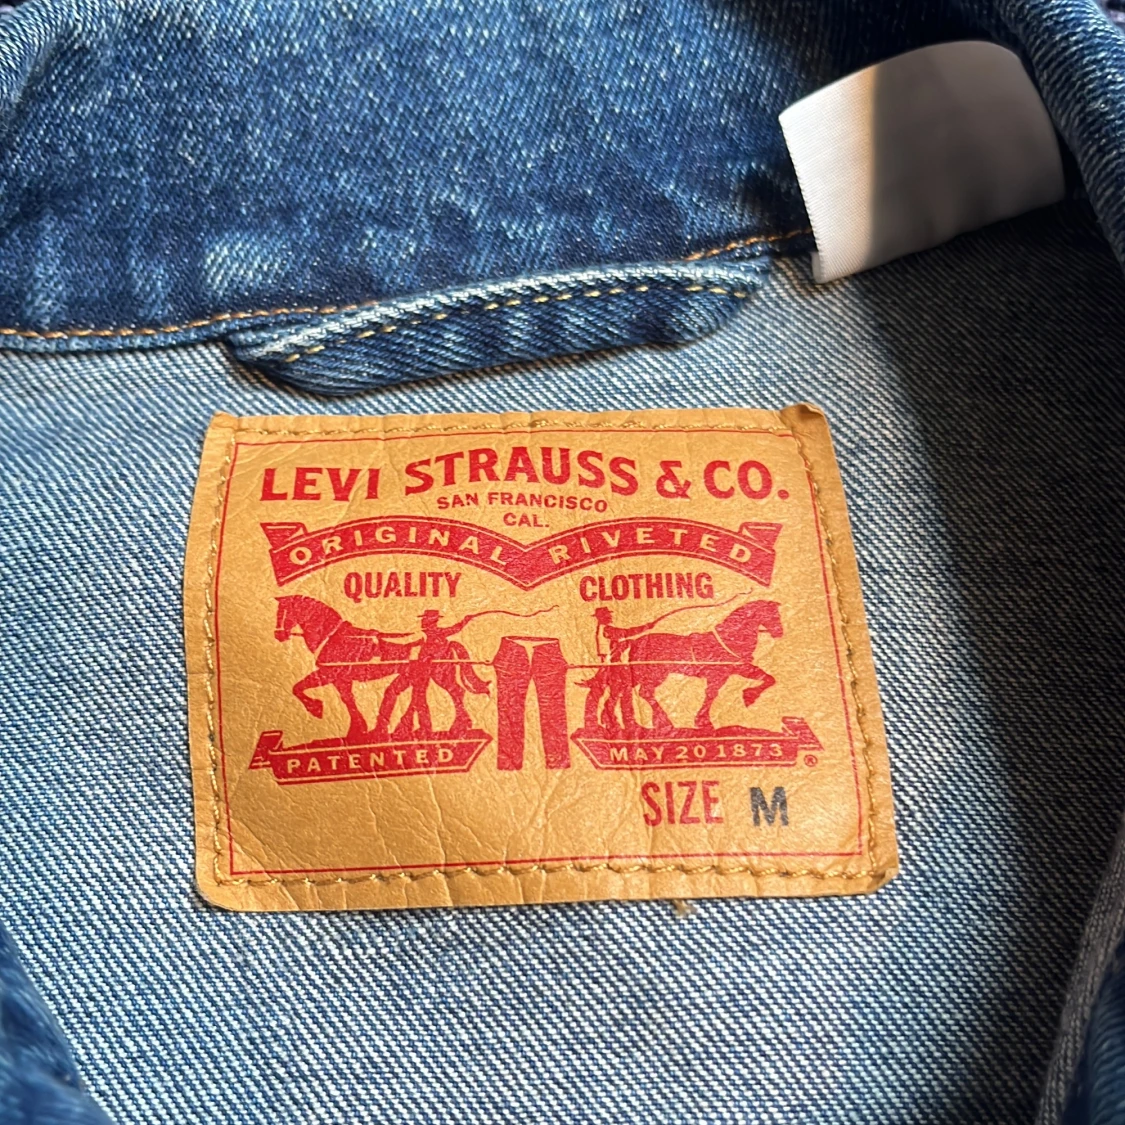 LEVI STRAUSS & CO.
SAN FRANCISCO
CAL.
ORIGINAL RIVETED
QUALITY CLOTHING
PATENTED MAY 20 1873 ®
SIZE M